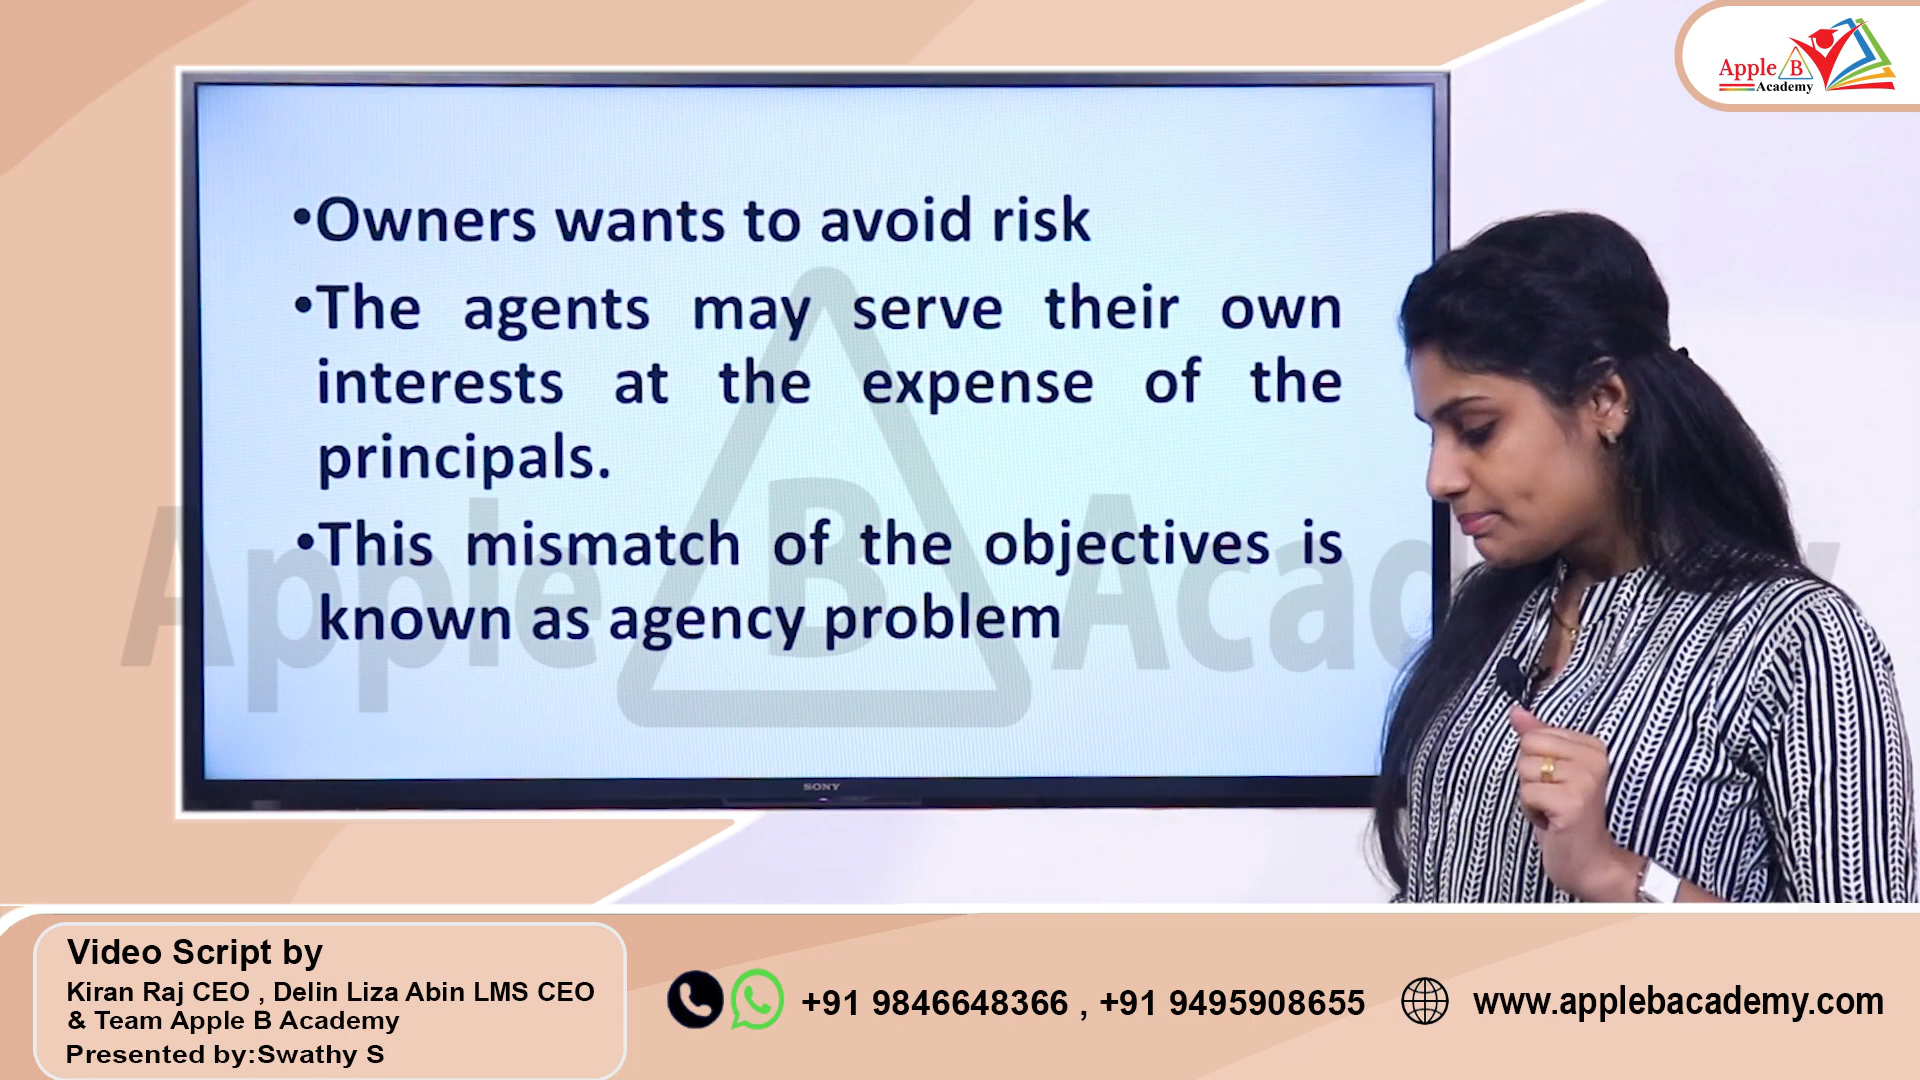 Apple B
Academy
•Owners wants to avoid risk
•The agents may serve their own
interests at the expense of the
principals.
•This mismatch of the objectives is
known as agency problem
Apple B Academy
SONY
Video Script by
Kiran Raj CEO , Delin Liza Abin LMS CEO
& Team Apple B Academy
Presented by:Swathy S
+91 9846648366 , +91 9495908655
www.applebacademy.com